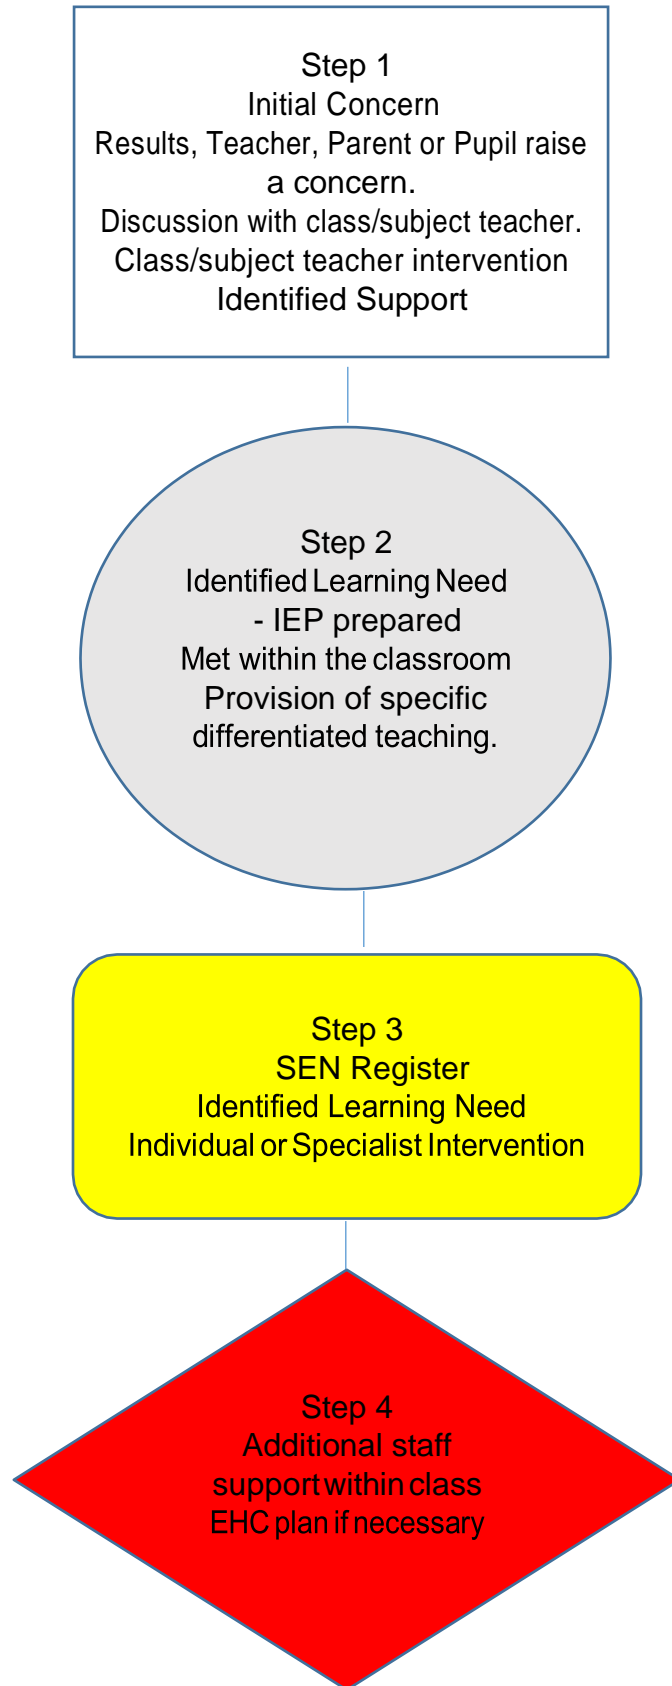 Step 1
Initial Concern
Results, Teacher, Parent or Pupil raise
a concern.
Discussion with class/subject teacher.
Class/subject teacher intervention
Identified Support
Step 2
Identified Learning Need
- IEP prepared
Met within the classroom
Provision of specific
differentiated teaching.
Step 3
SEN Register
Identified Learning Need
Individual or Specialist Intervention
Step 4
Additional staff
support within class
EHC plan if necessary